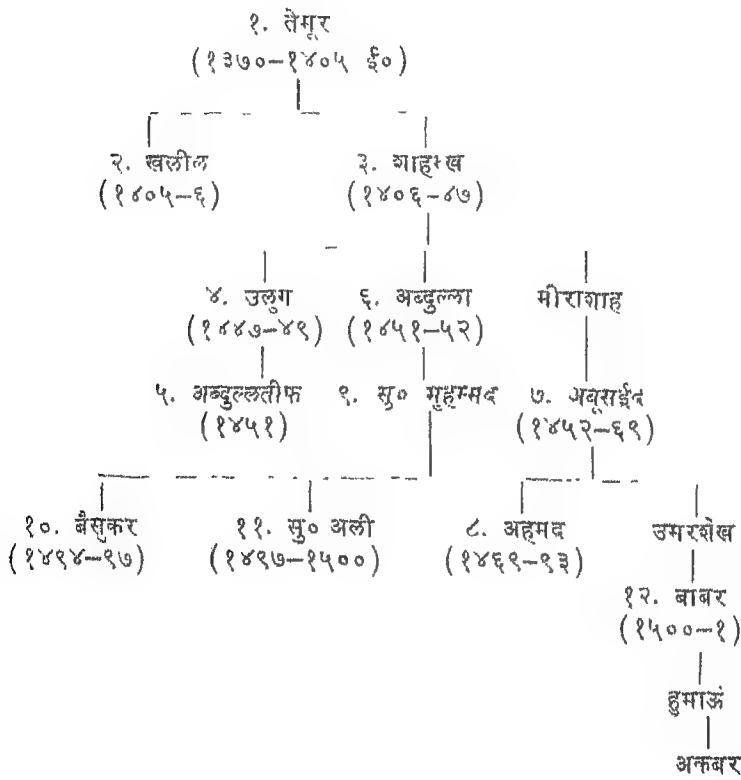 १. तैमूर
(१३७०-१४०५ ई०)
२. खलील ३. शाहरुख
(१४०५-६) (१४०६-४७)
४. उलुग ६. अब्दुल्ला मीराशाह
(१४४७-४९) (१४५१-५२)
५. अब्दुल्लतीफ ९. सु० मुहम्मद ७. अबूसईद
(१४५१) (१४५२-६९)
१०. बैसुकर ११. सु० अली ८. अहमद उमरशेख
(१४९४-९७) (१४९७-१५००) (१४६९-९३)
१२. बाबर
(१५००-१)
हुमाऊं
अकबर